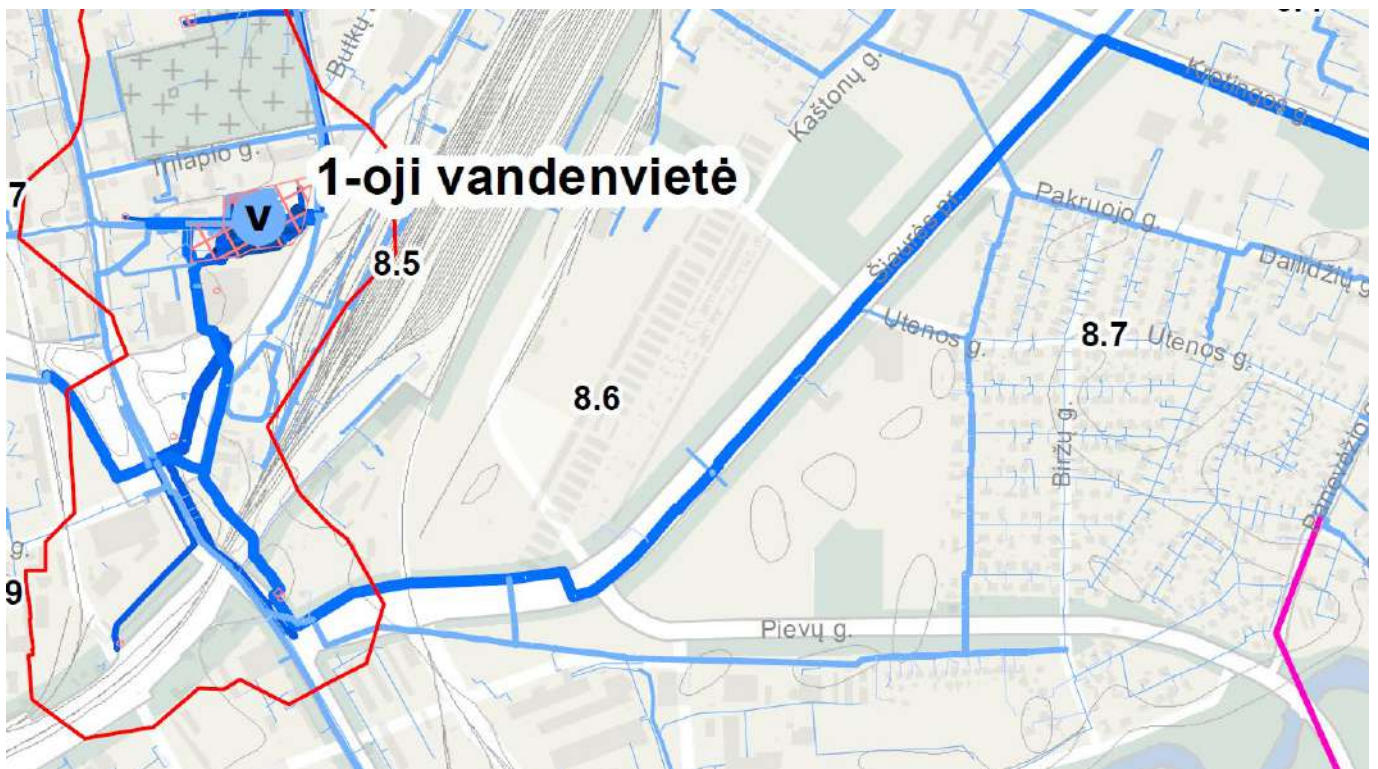 Butkų
Krėtingos g.
Kaštonų g.
Trilapio g.
1-oji vandenvietė
7
V
Pakruojo g.
Šiaurės pr.
8.5
Dailidžių g.
Utenos g.
8.7
Utenos g.
8.6
Biržų g.
Panevėžio g.
g.
9
Pievų g.